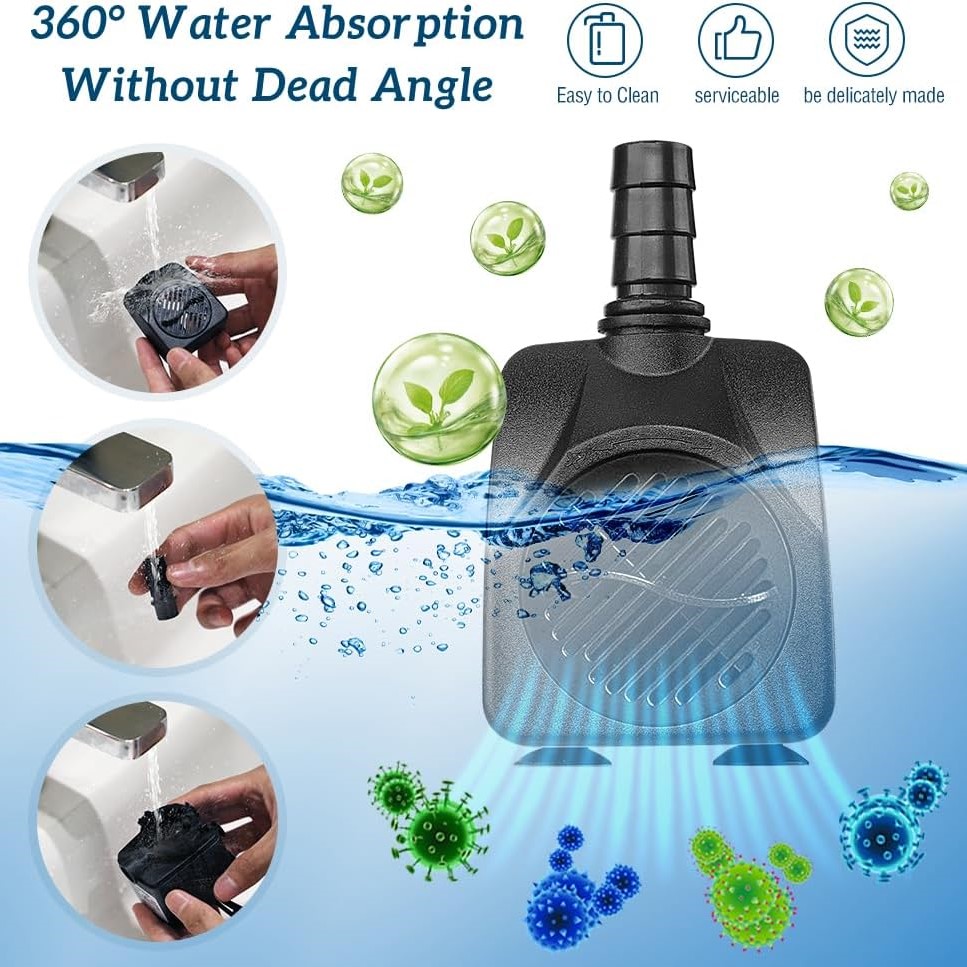 360° Water Absorption
Without Dead Angle
Easy to Clean
serviceable
be delicately made